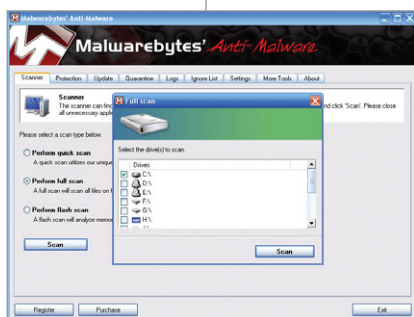 Malwarebytes' Anti-Malware
Malwarebytes' Anti-Malware
Scanner Protection Update Quarantine Logs Ignore List Settings More Tools About
Scanner
The scanner can find
all unnecessary appl
nd click 'Scan'. Please close
Please select a scan type below.
Perform quick scan
A quick scan utilizes our unique
Perform full scan
A full scan will scan all files on t
Perform flash scan
A flash scan will analyze memor
Scan
Full scan
Select the drive(s) to scan.
Drives
C:\
D:\
E:\
F:\
G:\
H:\
Scan
Register Purchase Exit